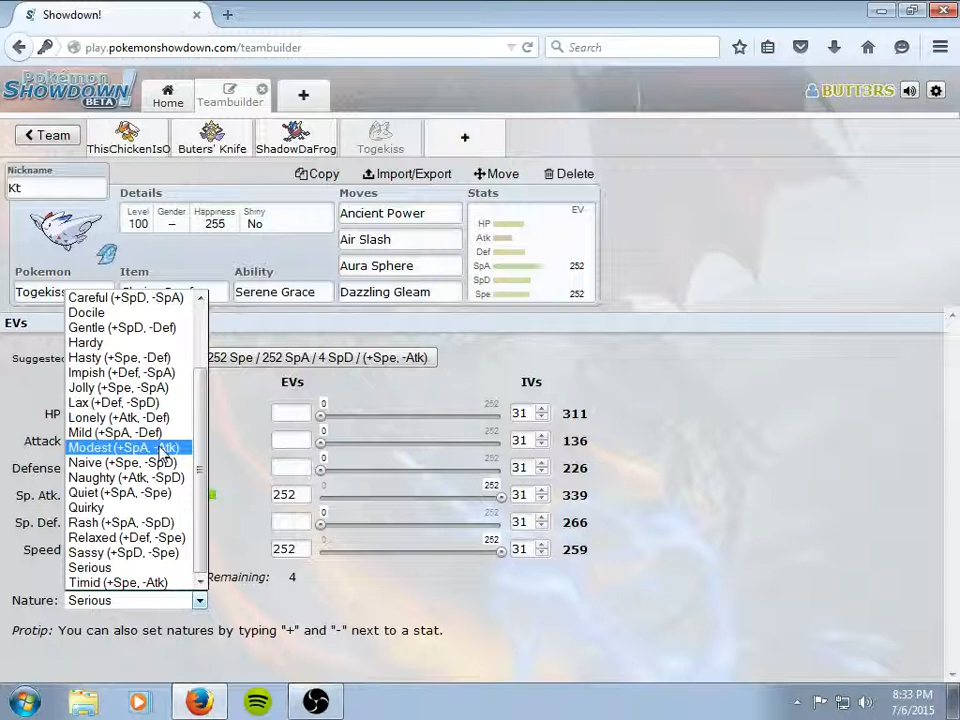 Showdown!
play.pokemonshowdown.com/teambuilder
Search
Pokémon
SHOWDOWN!
BETA
Home
Teambuilder
BUTT3RS
Team
ThisChickenIsO
Buters' Knife
ShadowDaFrog
Togekiss
Nickname
Kt
Copy
Import/Export
Move
Delete
Details
Level
100
Gender
–
Happiness
255
Shiny
No
Moves
Ancient Power
Air Slash
Aura Sphere
Dazzling Gleam
Stats
EV
HP
Atk
Def
SpA 252
SpD
Spe 252
Pokemon
Item
Ability
Serene Grace
EVs
Careful (+SpD, -SpA)
Docile
Gentle (+SpD, -Def)
Hardy
Hasty (+Spe, -Def)
Impish (+Def, -SpA)
Jolly (+Spe, -SpA)
Lax (+Def, -SpD)
Lonely (+Atk, -Def)
Mild (+SpA, -Def)
Modest (+SpA, -Atk)
Naive (+Spe, -SpD)
Naughty (+Atk, -SpD)
Quiet (+SpA, -Spe)
Quirky
Rash (+SpA, -SpD)
Relaxed (+Def, -Spe)
Sassy (+SpD, -Spe)
Serious
Timid (+Spe, -Atk)
252 Spe / 252 SpA / 4 SpD / (+Spe, -Atk)
EVs
IVs
HP 0 252 31 311
Attack 31 136
Defense 31 226
Sp. Atk. 252 0 252 31 339
Sp. Def. 31 266
Speed 252 0 252 31 259
Remaining: 4
Nature: Serious
Protip: You can also set natures by typing "+" and "-" next to a stat.
8:33 PM
7/6/2015